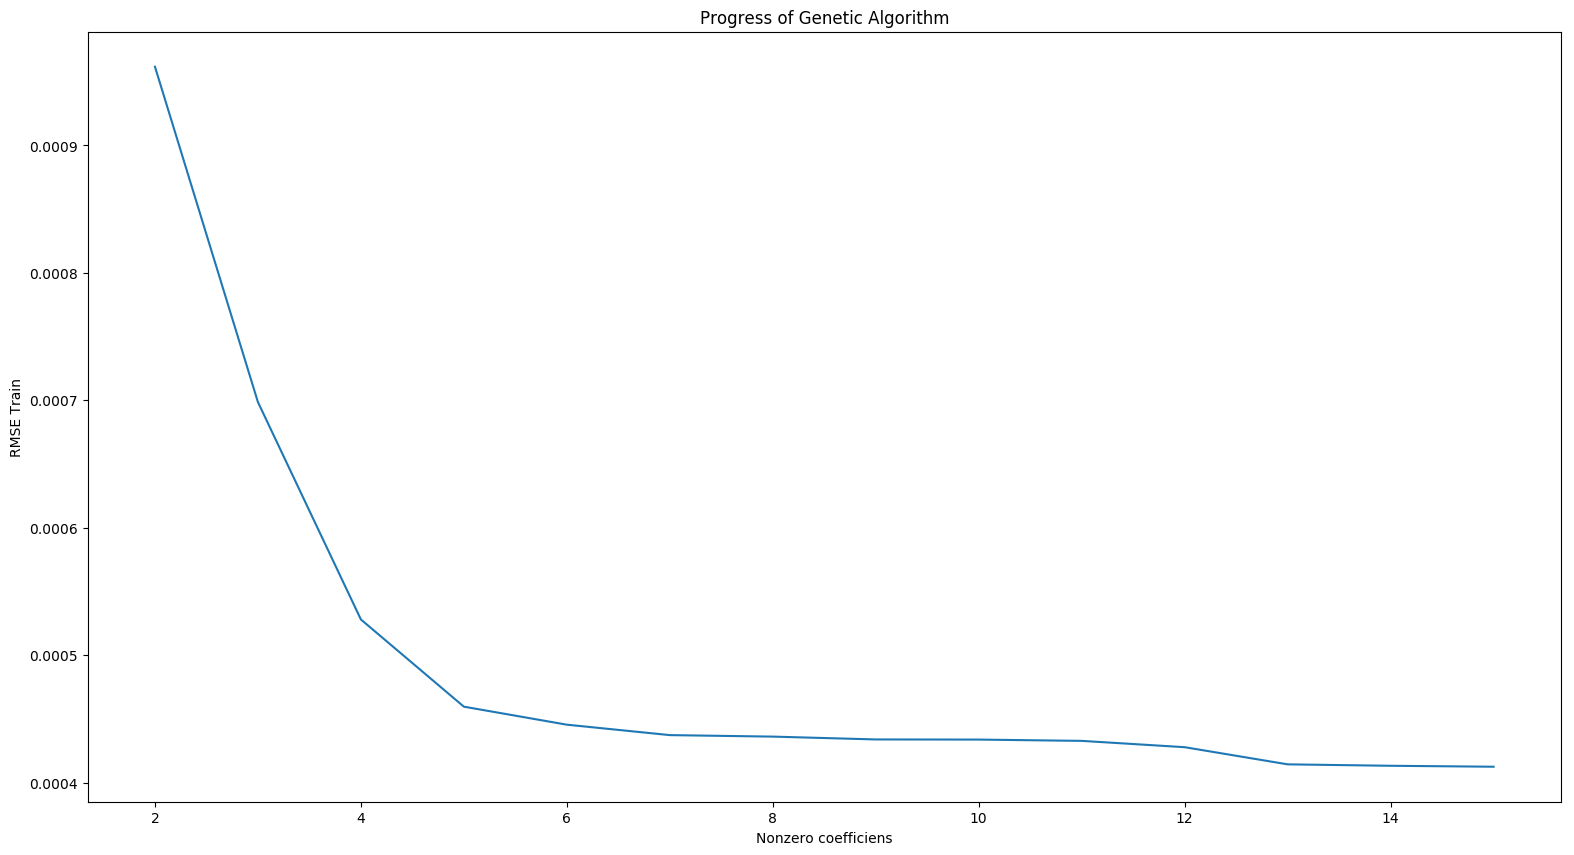 Progress of Genetic Algorithm
0.0009
0.0008
0.0007
0.0006
0.0005
0.0004
RMSE Train
2 4 6 8 10 12 14
Nonzero coefficiens